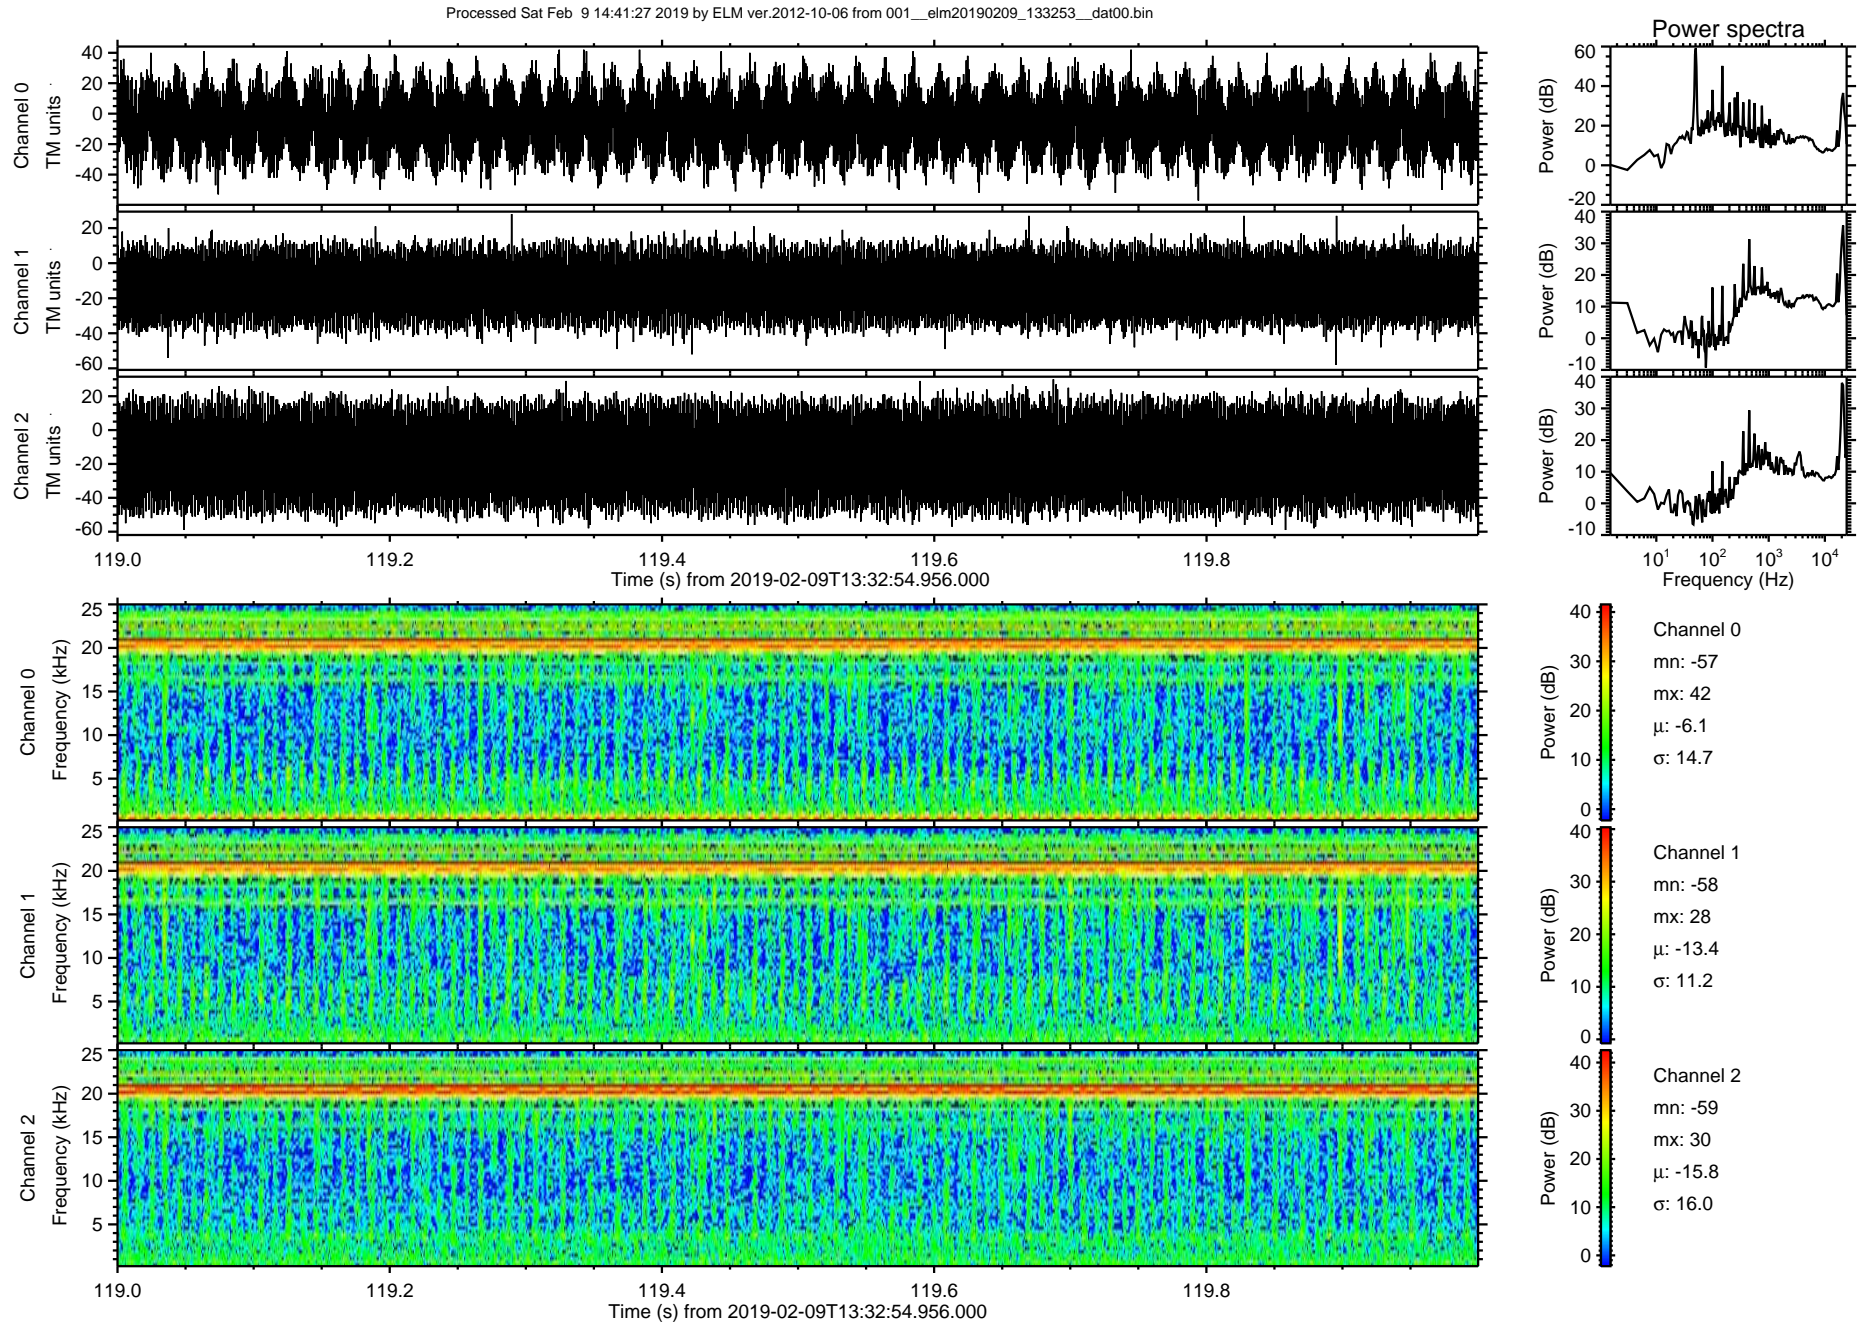 Processed Sat Feb 9 14:41:27 2019 by ELM ver.2012-10-06 from 001__elm20190209_133253__dat00.bin
Power spectra
Channel 0
TM units
40
20
0
-20
-40
Power (dB)
60
40
20
0
-20
Channel 1
TM units
20
0
-20
-40
-60
Power (dB)
40
30
20
10
0
-10
Channel 2
TM units
20
0
-20
-40
-60
Power (dB)
40
30
20
10
0
-10
119.0 119.2 119.4 119.6 119.8
Time (s) from 2019-02-09T13:32:54.956.000
10¹ 10² 10³ 10⁴
Frequency (Hz)
Channel 0
Frequency (kHz)
25
20
15
10
5
Power (dB)
40
30
20
10
0
Channel 0
mn: -57
mx: 42
μ: -6.1
σ: 14.7
Channel 1
Frequency (kHz)
25
20
15
10
5
Power (dB)
40
30
20
10
0
Channel 1
mn: -58
mx: 28
μ: -13.4
σ: 11.2
Channel 2
Frequency (kHz)
25
20
15
10
5
Power (dB)
40
30
20
10
0
Channel 2
mn: -59
mx: 30
μ: -15.8
σ: 16.0
119.0 119.2 119.4 119.6 119.8
Time (s) from 2019-02-09T13:32:54.956.000